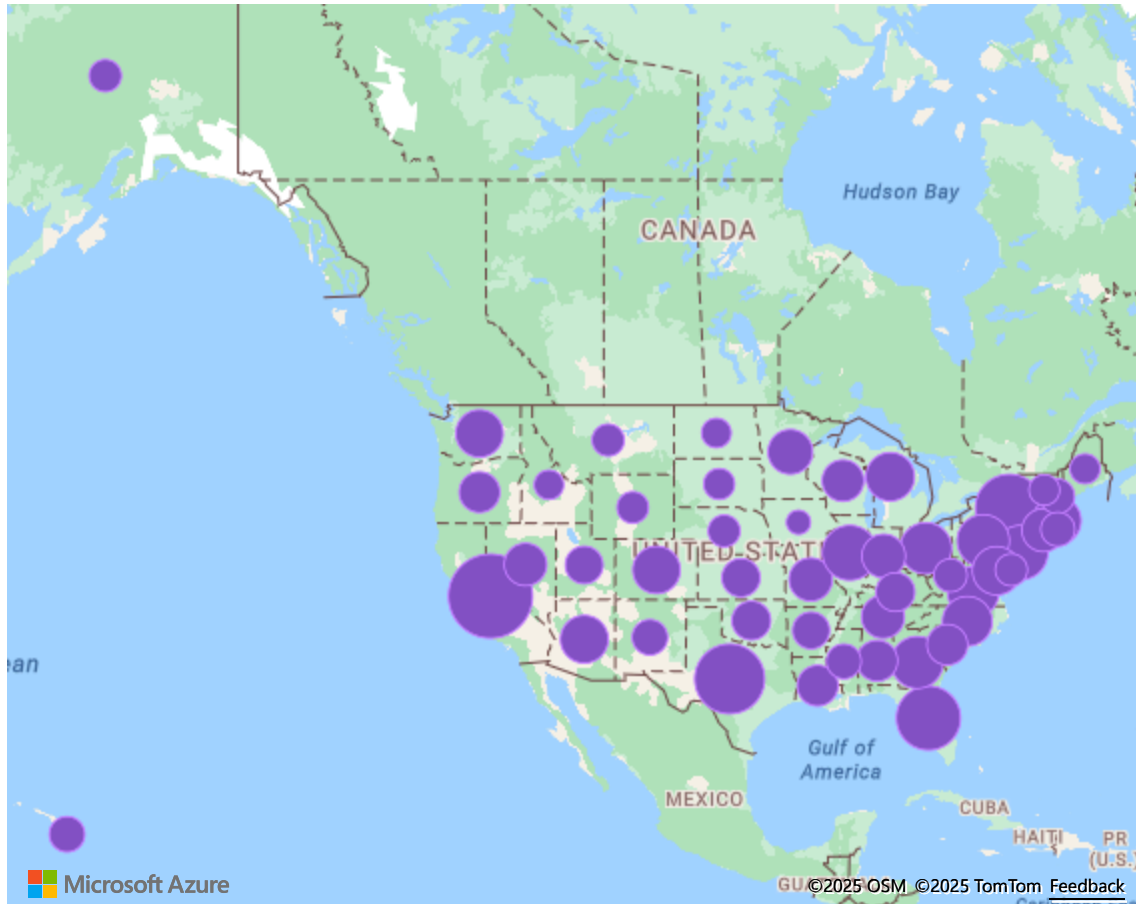 Hudson Bay
CANADA
UNITED STAT
ean
Gulf of
America
MEXICO
CUBA
HAITI
PR
(U.S.)
Microsoft Azure
©2025 OSM ©2025 TomTom Feedback